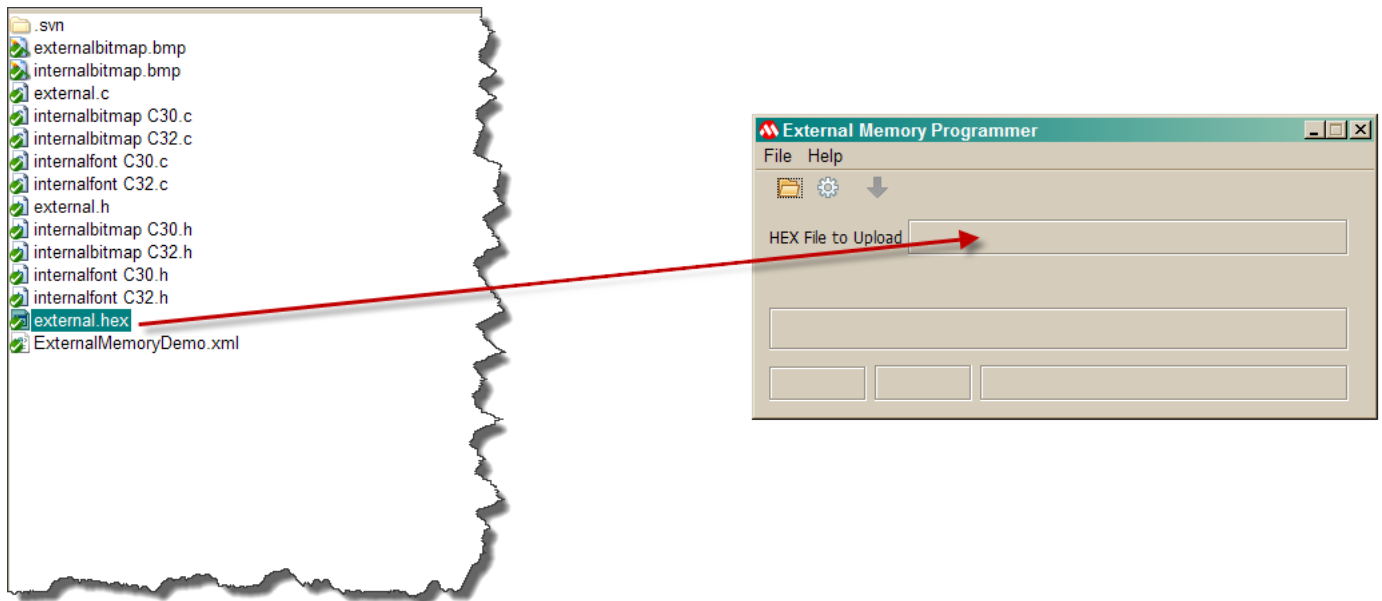 .svn
externalbitmap.bmp
internalbitmap.bmp
external.c
internalbitmap C30.c
internalbitmap C32.c
internalfont C30.c
internalfont C32.c
external.h
internalbitmap C30.h
internalbitmap C32.h
internalfont C30.h
internalfont C32.h
external.hex
ExternalMemoryDemo.xml
External Memory Programmer
File Help
HEX File to Upload